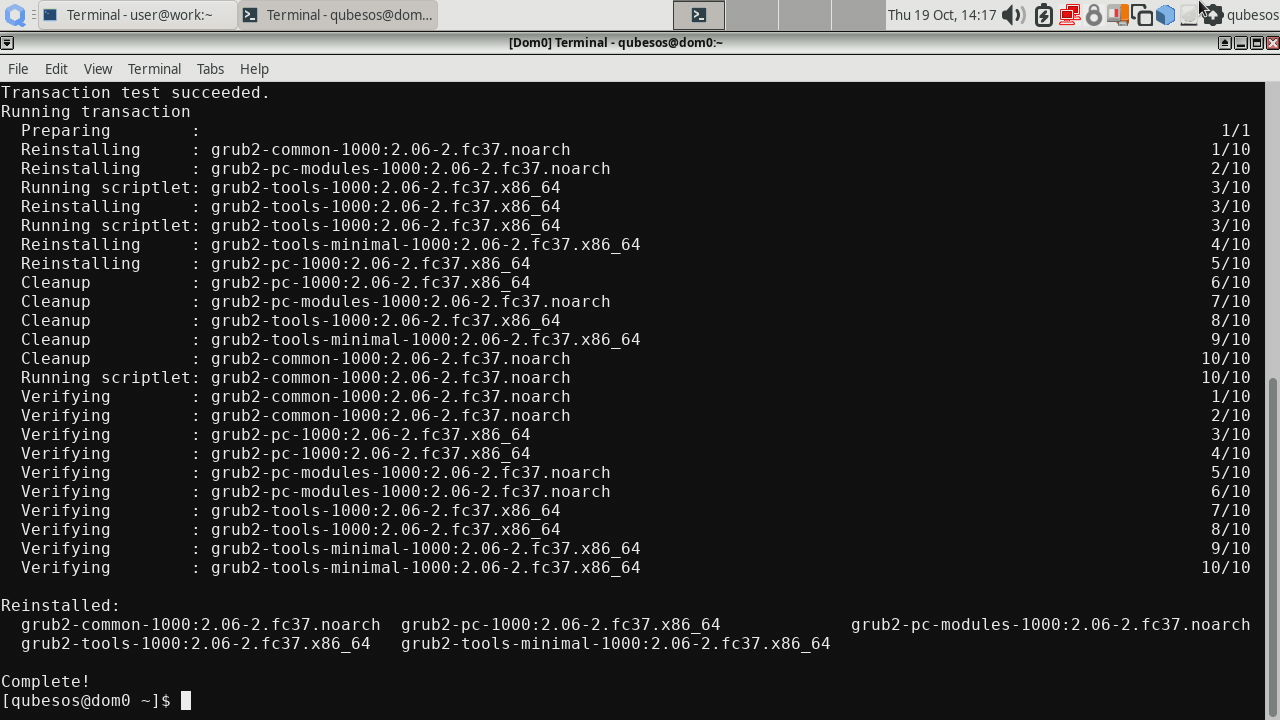 Terminal - user@work:~
Terminal - qubesos@dom...
Thu 19 Oct, 14:17
qubesos
[Dom0] Terminal - qubesos@dom0:~
File Edit View Terminal Tabs Help
Transaction test succeeded.
Running transaction
  Preparing        :                                                        1/1
  Reinstalling     : grub2-common-1000:2.06-2.fc37.noarch                  1/10
  Reinstalling     : grub2-pc-modules-1000:2.06-2.fc37.noarch              2/10
  Running scriptlet: grub2-tools-1000:2.06-2.fc37.x86_64                   3/10
  Reinstalling     : grub2-tools-1000:2.06-2.fc37.x86_64                   3/10
  Running scriptlet: grub2-tools-1000:2.06-2.fc37.x86_64                   3/10
  Reinstalling     : grub2-tools-minimal-1000:2.06-2.fc37.x86_64           4/10
  Reinstalling     : grub2-pc-1000:2.06-2.fc37.x86_64                      5/10
  Cleanup          : grub2-pc-1000:2.06-2.fc37.x86_64                      6/10
  Cleanup          : grub2-pc-modules-1000:2.06-2.fc37.noarch              7/10
  Cleanup          : grub2-tools-1000:2.06-2.fc37.x86_64                   8/10
  Cleanup          : grub2-tools-minimal-1000:2.06-2.fc37.x86_64           9/10
  Cleanup          : grub2-common-1000:2.06-2.fc37.noarch                 10/10
  Running scriptlet: grub2-common-1000:2.06-2.fc37.noarch                 10/10
  Verifying        : grub2-common-1000:2.06-2.fc37.noarch                  1/10
  Verifying        : grub2-common-1000:2.06-2.fc37.noarch                  2/10
  Verifying        : grub2-pc-1000:2.06-2.fc37.x86_64                      3/10
  Verifying        : grub2-pc-1000:2.06-2.fc37.x86_64                      4/10
  Verifying        : grub2-pc-modules-1000:2.06-2.fc37.noarch              5/10
  Verifying        : grub2-pc-modules-1000:2.06-2.fc37.noarch              6/10
  Verifying        : grub2-tools-1000:2.06-2.fc37.x86_64                   7/10
  Verifying        : grub2-tools-1000:2.06-2.fc37.x86_64                   8/10
  Verifying        : grub2-tools-minimal-1000:2.06-2.fc37.x86_64           9/10
  Verifying        : grub2-tools-minimal-1000:2.06-2.fc37.x86_64          10/10
Reinstalled:
  grub2-common-1000:2.06-2.fc37.noarch  grub2-pc-1000:2.06-2.fc37.x86_64             grub2-pc-modules-1000:2.06-2.fc37.noarch
  grub2-tools-1000:2.06-2.fc37.x86_64   grub2-tools-minimal-1000:2.06-2.fc37.x86_64
Complete!
[qubesos@dom0 ~]$